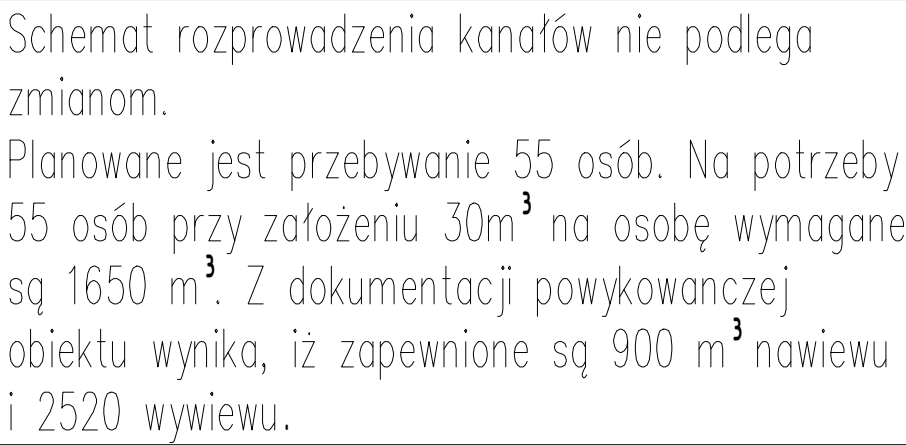 Schemat rozprowadzenia kanałów nie podlega
zmianom.
Planowane jest przebywanie 55 osób. Na potrzeby
55 osób przy założeniu 30m³ na osobę wymagane
są 1650 m³. Z dokumentacji powykowanczej
obiektu wynika, iż zapewnione są 900 m³ nawiewu
i 2520 wywiewu.